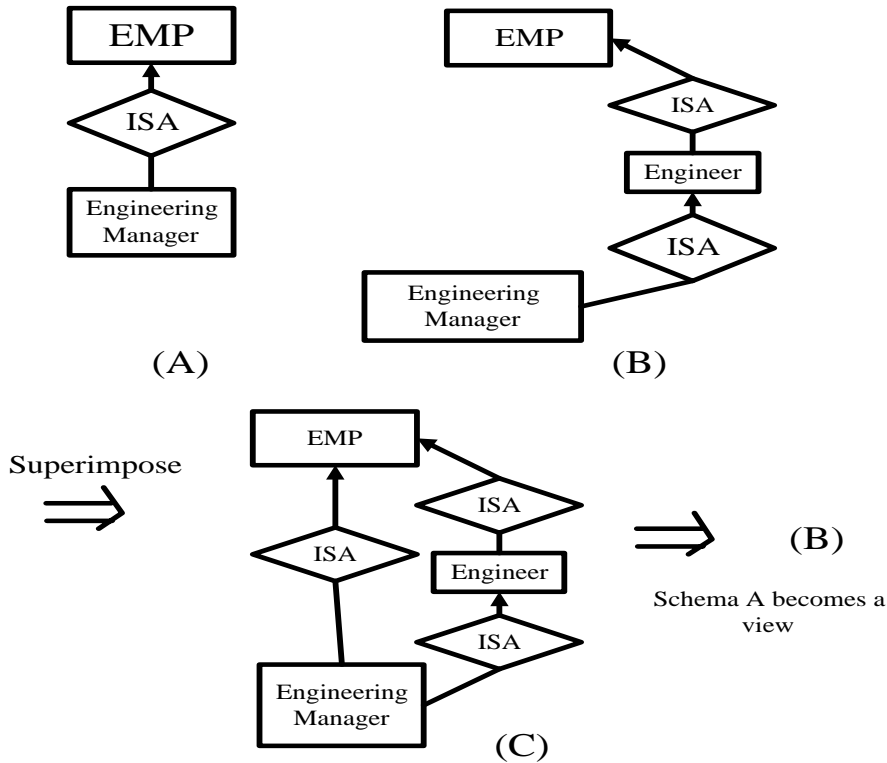 EMP
ISA
Engineering
Manager
(A)
EMP
ISA
Engineer
ISA
Engineering
Manager
(B)
Superimpose
EMP
ISA
ISA
Engineer
ISA
Engineering
Manager
(C)
(B)
Schema A becomes a
view